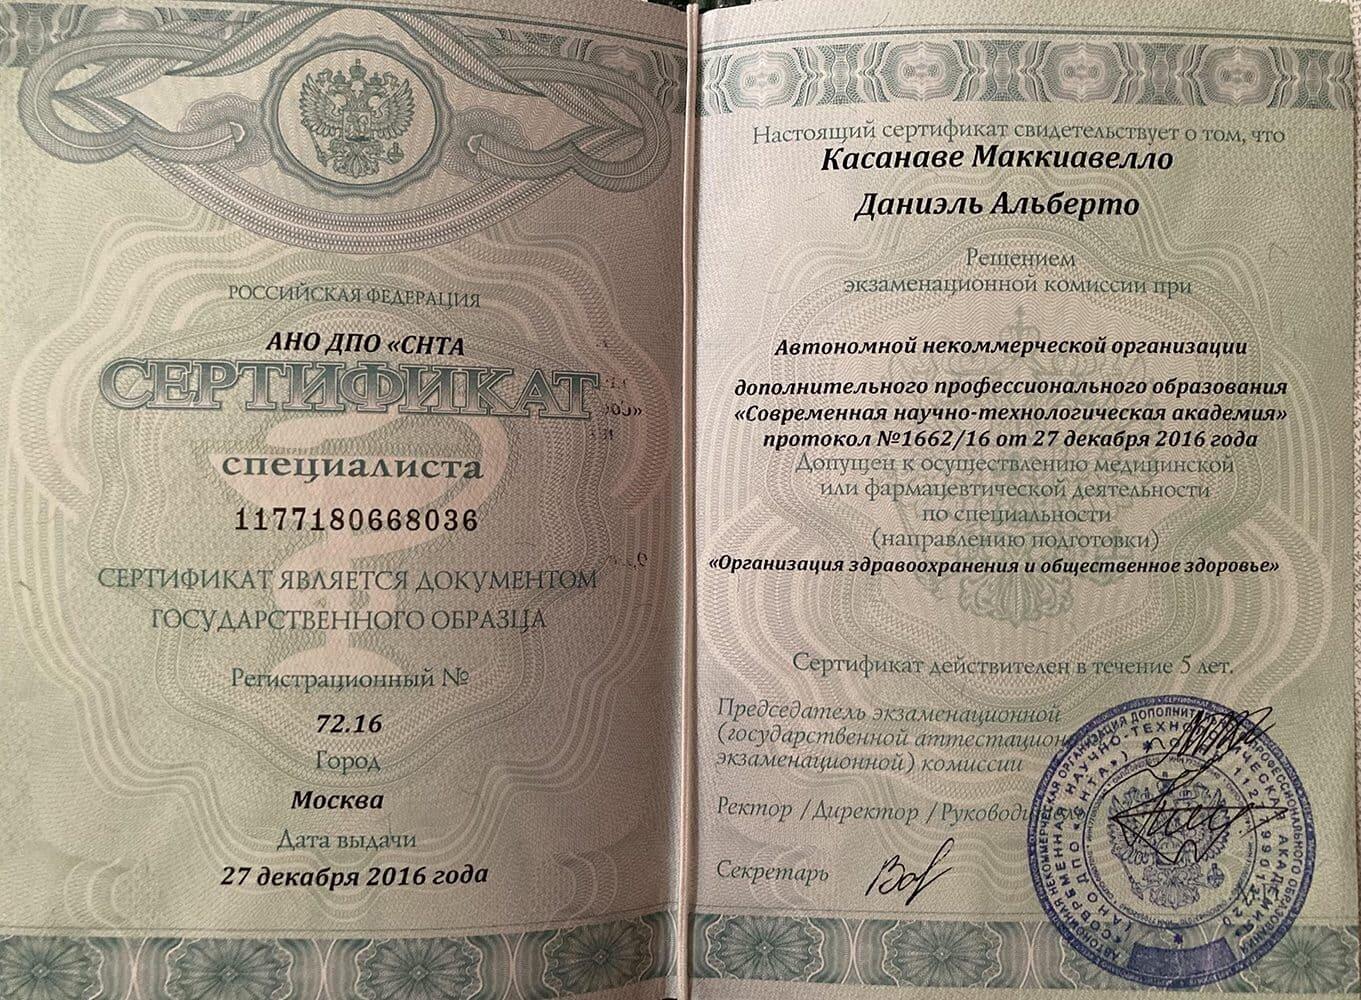 РОССИЙСКАЯ ФЕДЕРАЦИЯ
АНО ДПО «СНТА
СЕРТИФИКАТ
специалиста
1177180668036
СЕРТИФИКАТ ЯВЛЯЕТСЯ ДОКУМЕНТОМ
ГОСУДАРСТВЕННОГО ОБРАЗЦА
Регистрационный №
72.16
Город
Москва
Дата выдачи
27 декабря 2016 года
Настоящий сертификат свидетельствует о том, что
Касанаве Маккиавелло
Даниэль Альберто
Решением
экзаменационной комиссии при
Автономной некоммерческой организации
дополнительного профессионального образования
«Современная научно-технологическая академия»
протокол №1662/16 от 27 декабря 2016 года
Допущен к осуществлению медицинской
или фармацевтической деятельности
по специальности
(направлению подготовки)
«Организация здравоохранения и общественное здоровье»
Сертификат действителен в течение 5 лет.
Председатель экзаменационной
(государственной аттестацион
экзаменационной) комиссии
Ректор /Директор /Руководитель
Секретарь